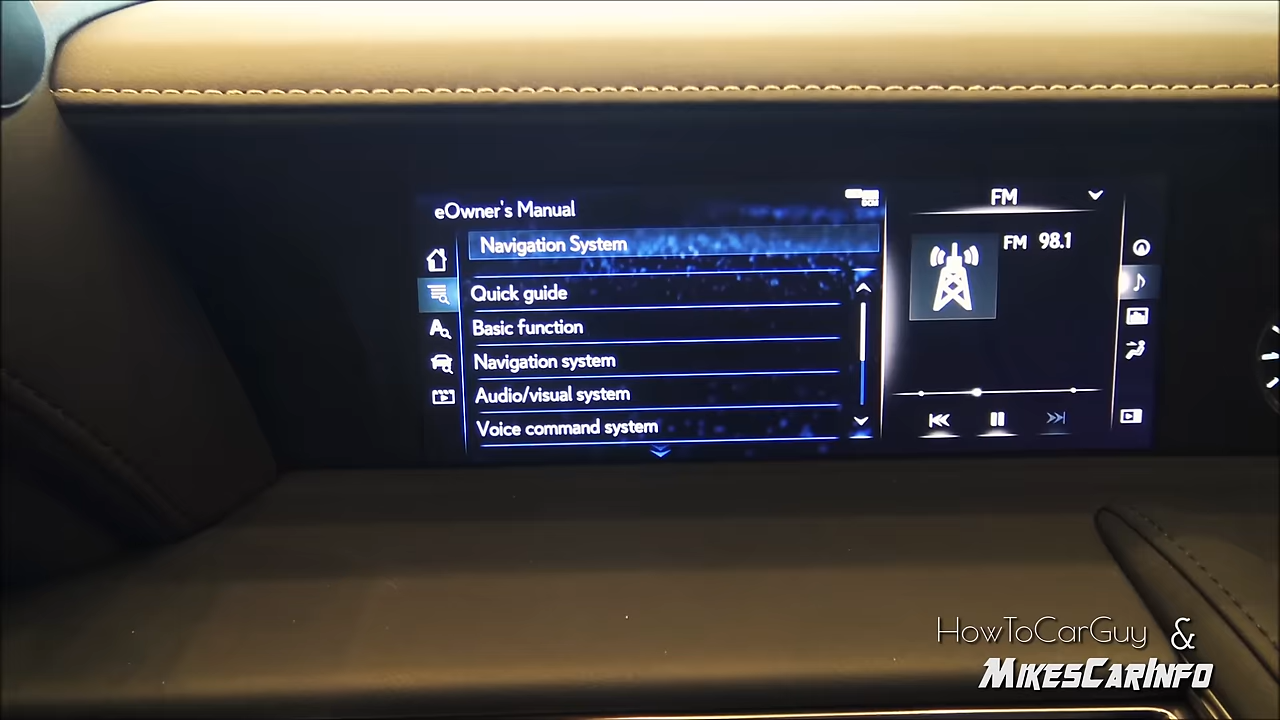 eOwner's Manual
Navigation System
Quick guide
Basic function
Navigation system
Audio/visual system
Voice command system
FM
FM 98.1
HowToCarGuy &
MikesCarInfo